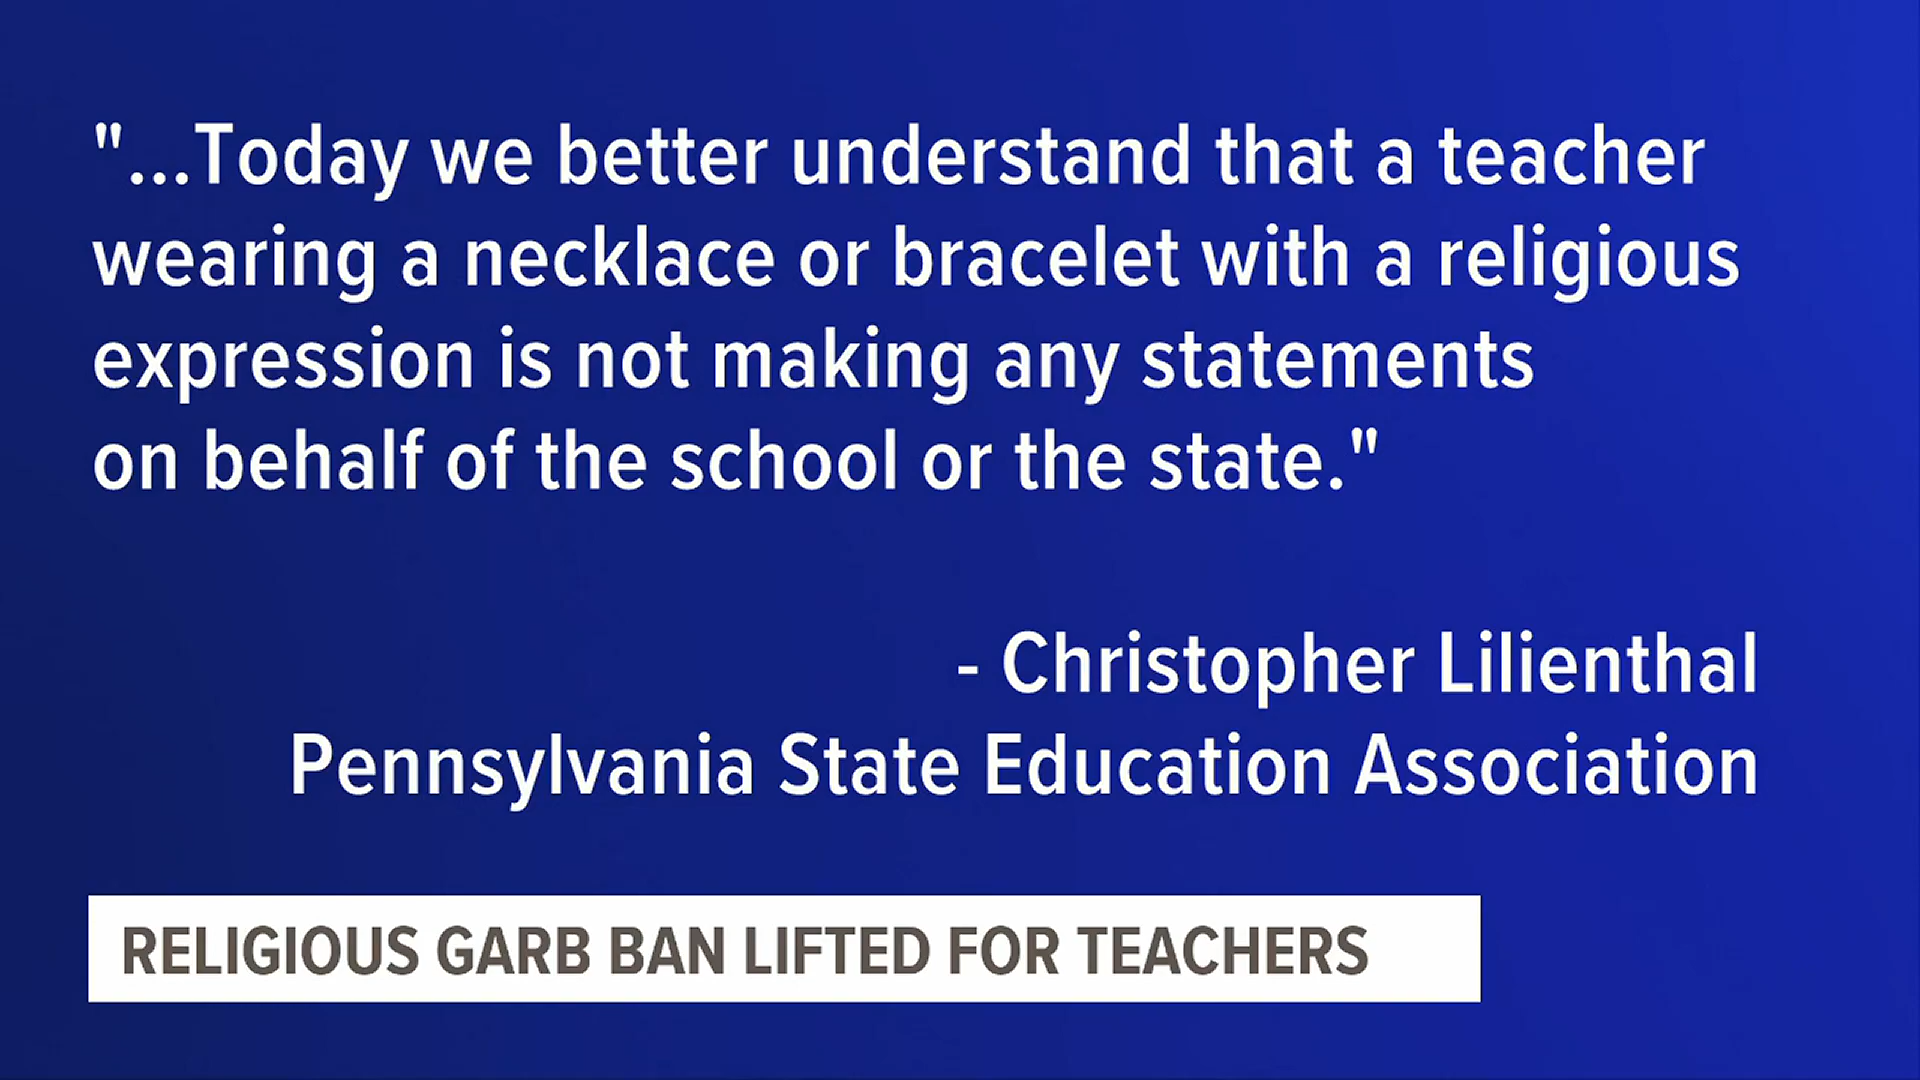 "...Today we better understand that a teacher
wearing a necklace or bracelet with a religious
expression is not making any statements
on behalf of the school or the state."
- Christopher Lilienthal
Pennsylvania State Education Association
RELIGIOUS GARB BAN LIFTED FOR TEACHERS